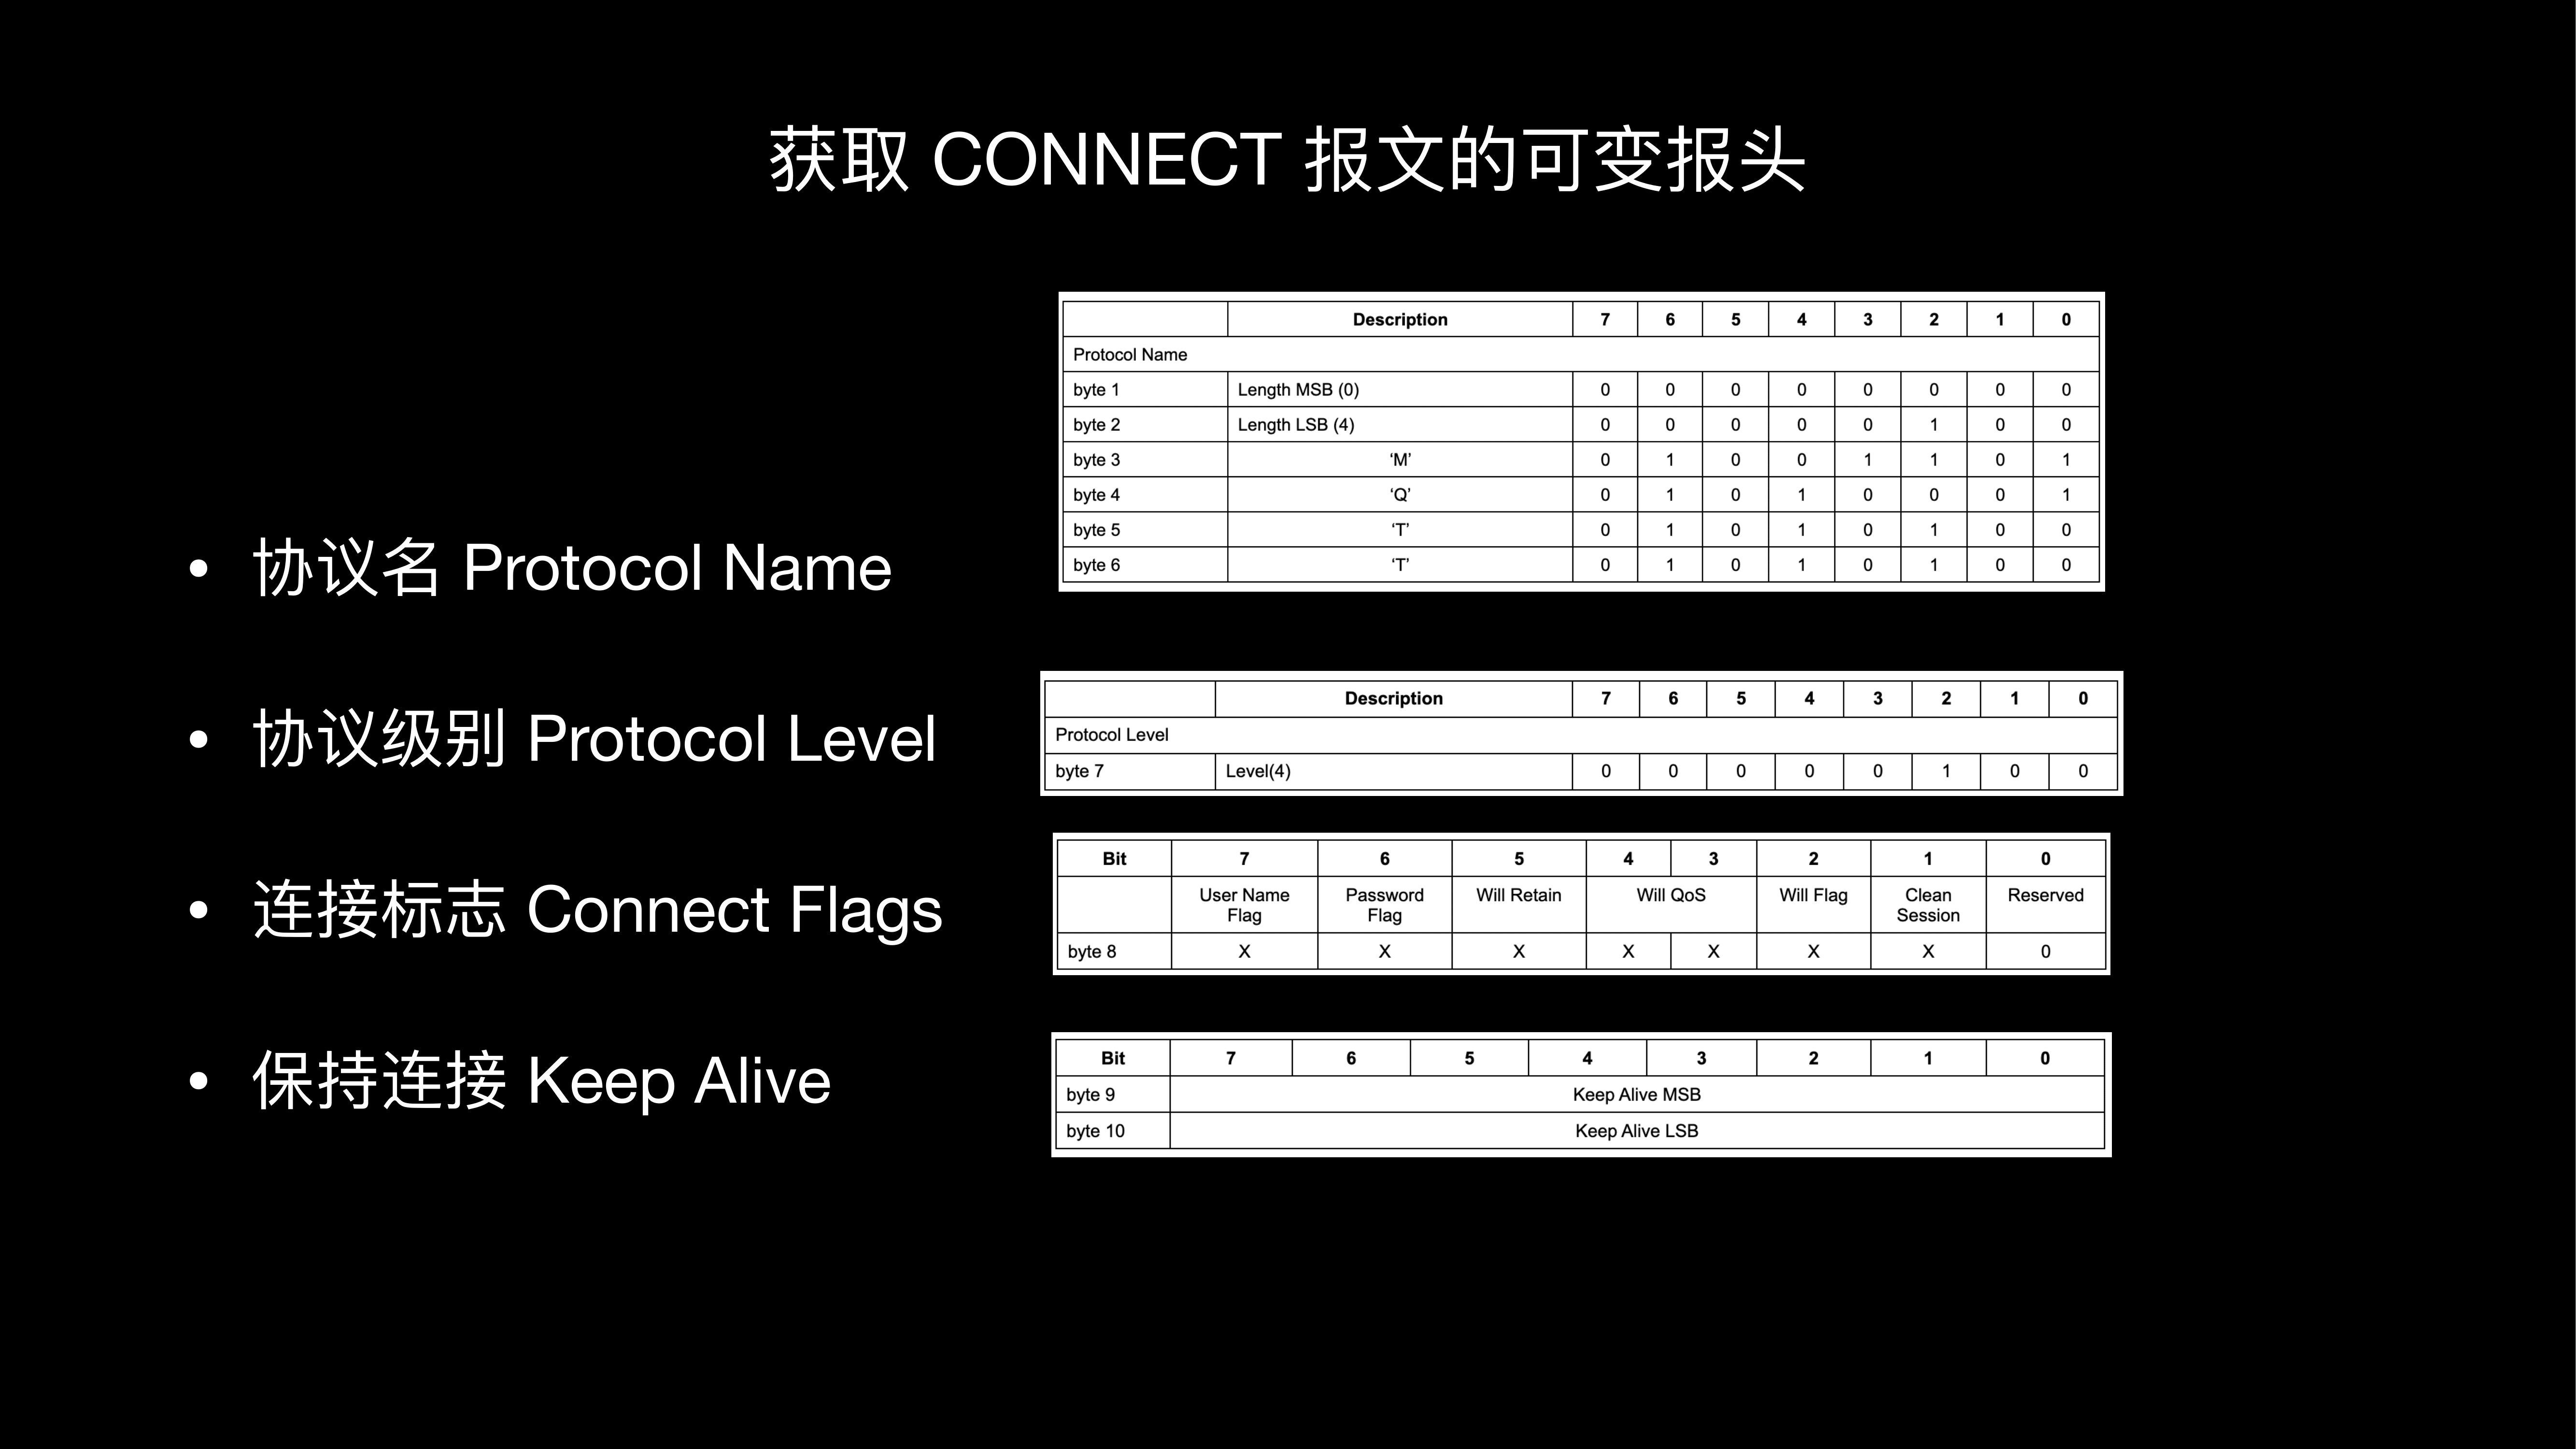 获取 CONNECT 报文的可变报头
• 协议名 Protocol Name
Description 7 6 5 4 3 2 1 0
Protocol Name
byte 1 Length MSB (0) 0 0 0 0 0 0 0 0
byte 2 Length LSB (4) 0 0 0 0 0 1 0 0
byte 3 ‘M’ 0 1 0 0 1 1 0 1
byte 4 ‘Q’ 0 1 0 1 0 0 0 1
byte 5 ‘T’ 0 1 0 1 0 1 0 0
byte 6 ‘T’ 0 1 0 1 0 1 0 0
• 协议级别 Protocol Level
Description 7 6 5 4 3 2 1 0
Protocol Level
byte 7 Level(4) 0 0 0 0 0 1 0 0
• 连接标志 Connect Flags
Bit 7 6 5 4 3 2 1 0
User Name Flag Password Flag Will Retain Will QoS Will Flag Clean Session Reserved
byte 8 X X X X X X X 0
• 保持连接 Keep Alive
Bit 7 6 5 4 3 2 1 0
byte 9 Keep Alive MSB
byte 10 Keep Alive LSB